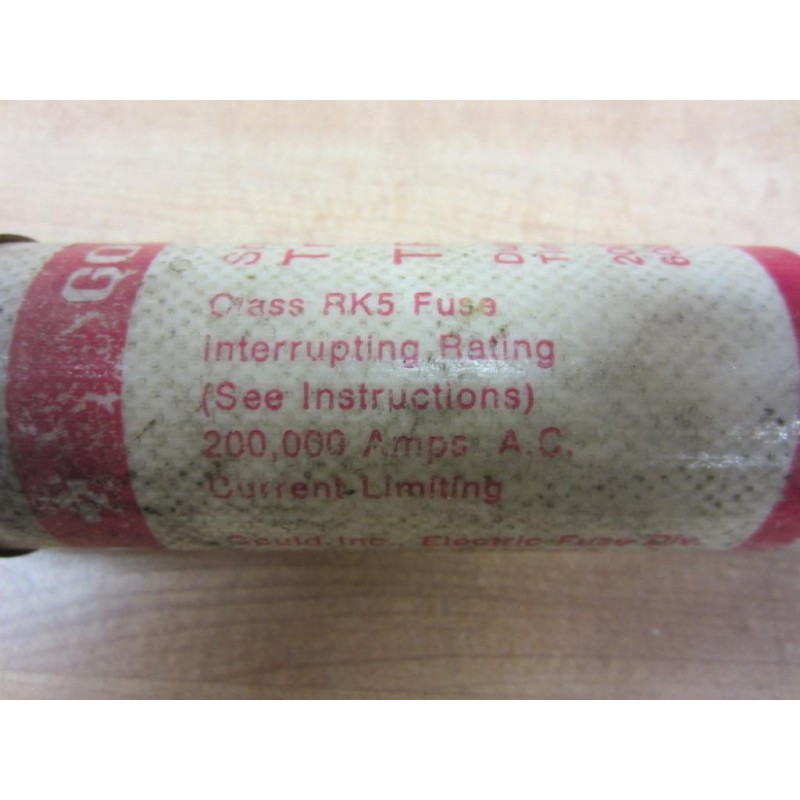 Class RK5 Fuse
Interrupting Rating
(See Instructions)
200,000 Amps A.C.
Current Limiting
Gould Inc., Electric Fuse Div.